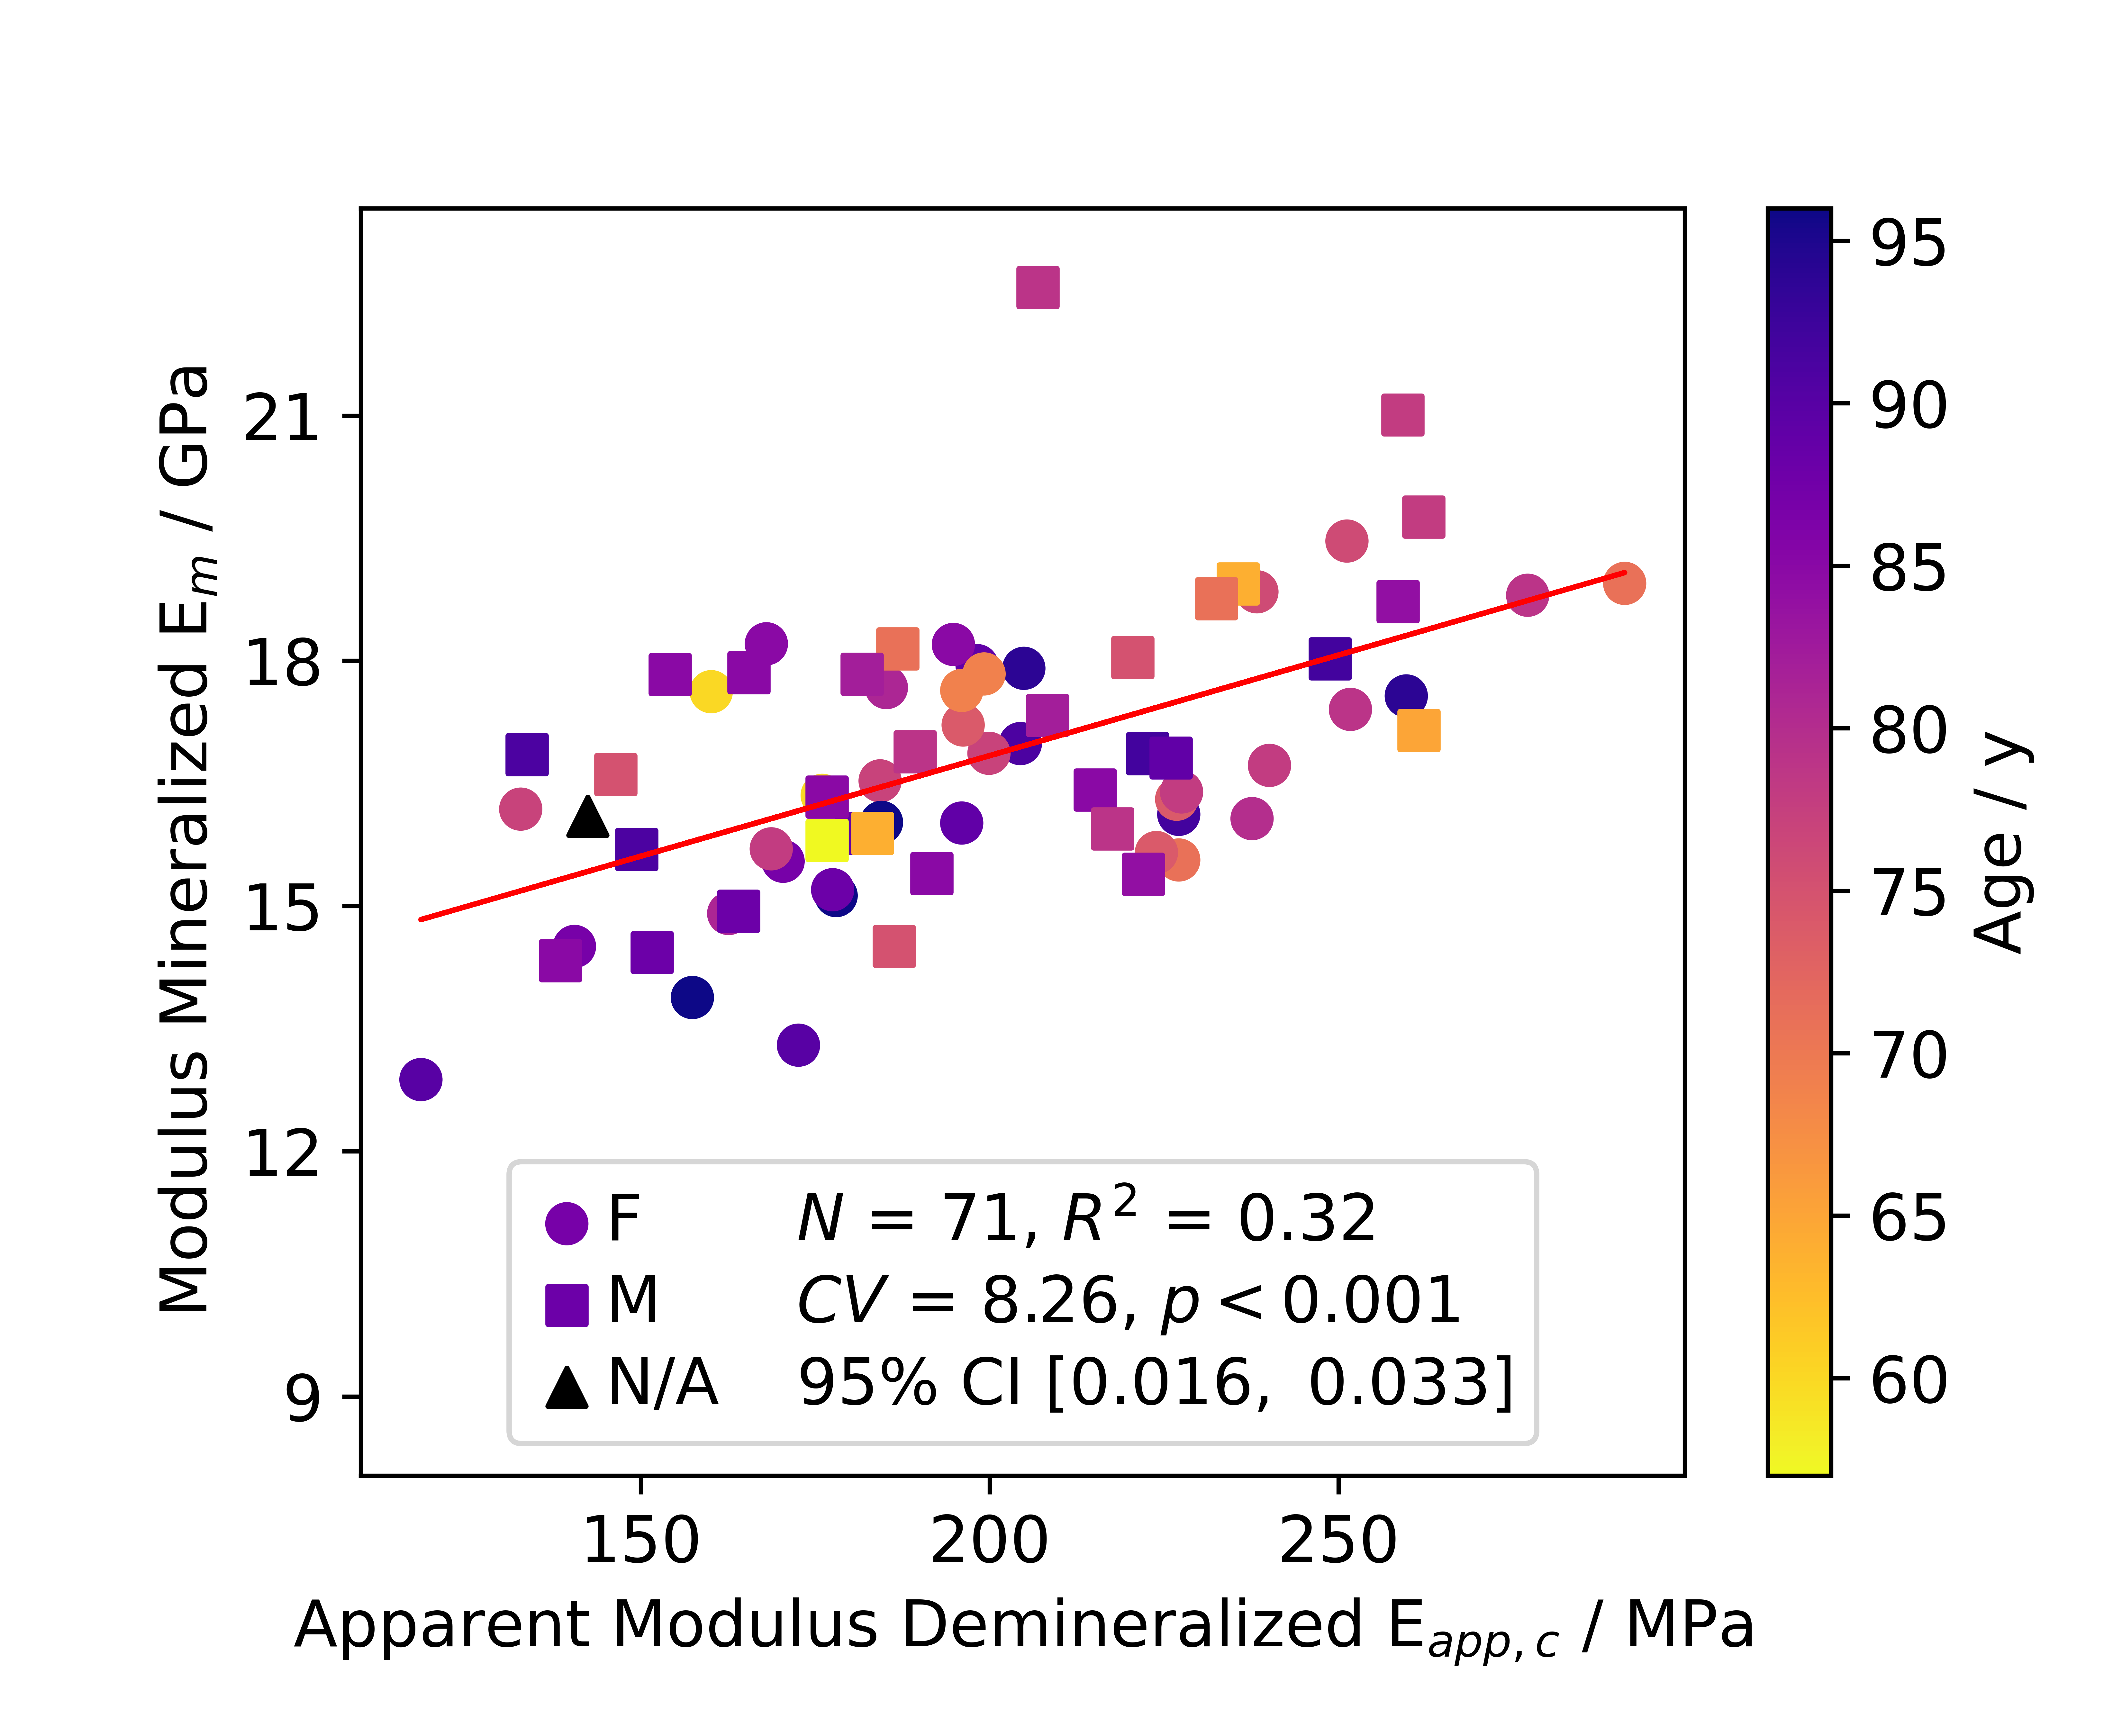 Modulus Mineralized Eₘ / GPa
21
18
15
12
9
F N = 71, R² = 0.32
M CV = 8.26, p < 0.001
N/A 95% CI [0.016, 0.033]
150 200 250
Apparent Modulus Demineralized E_app,c / MPa
95
90
85
80
75
70
65
60
Age / y